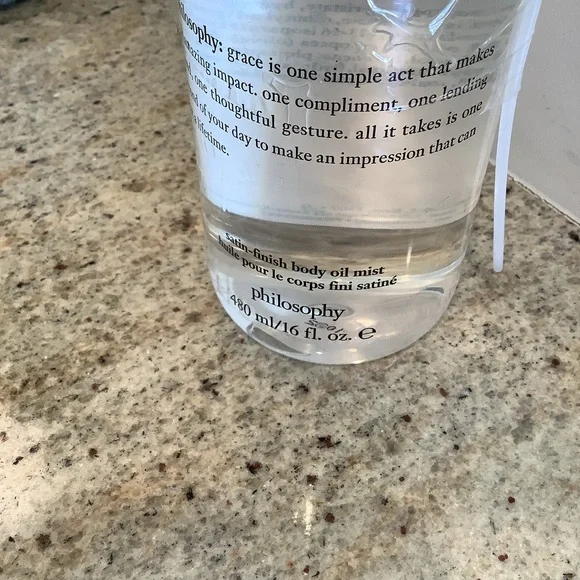 philosophy: grace is one simple act that makes
amazing impact. one compliment, one lending
one thoughtful gesture. all it takes is one
of your day to make an impression that can
lifetime.
satin-finish body oil mist
huile pour le corps fini satiné
philosophy
480 ml/16 fl. oz. ℮